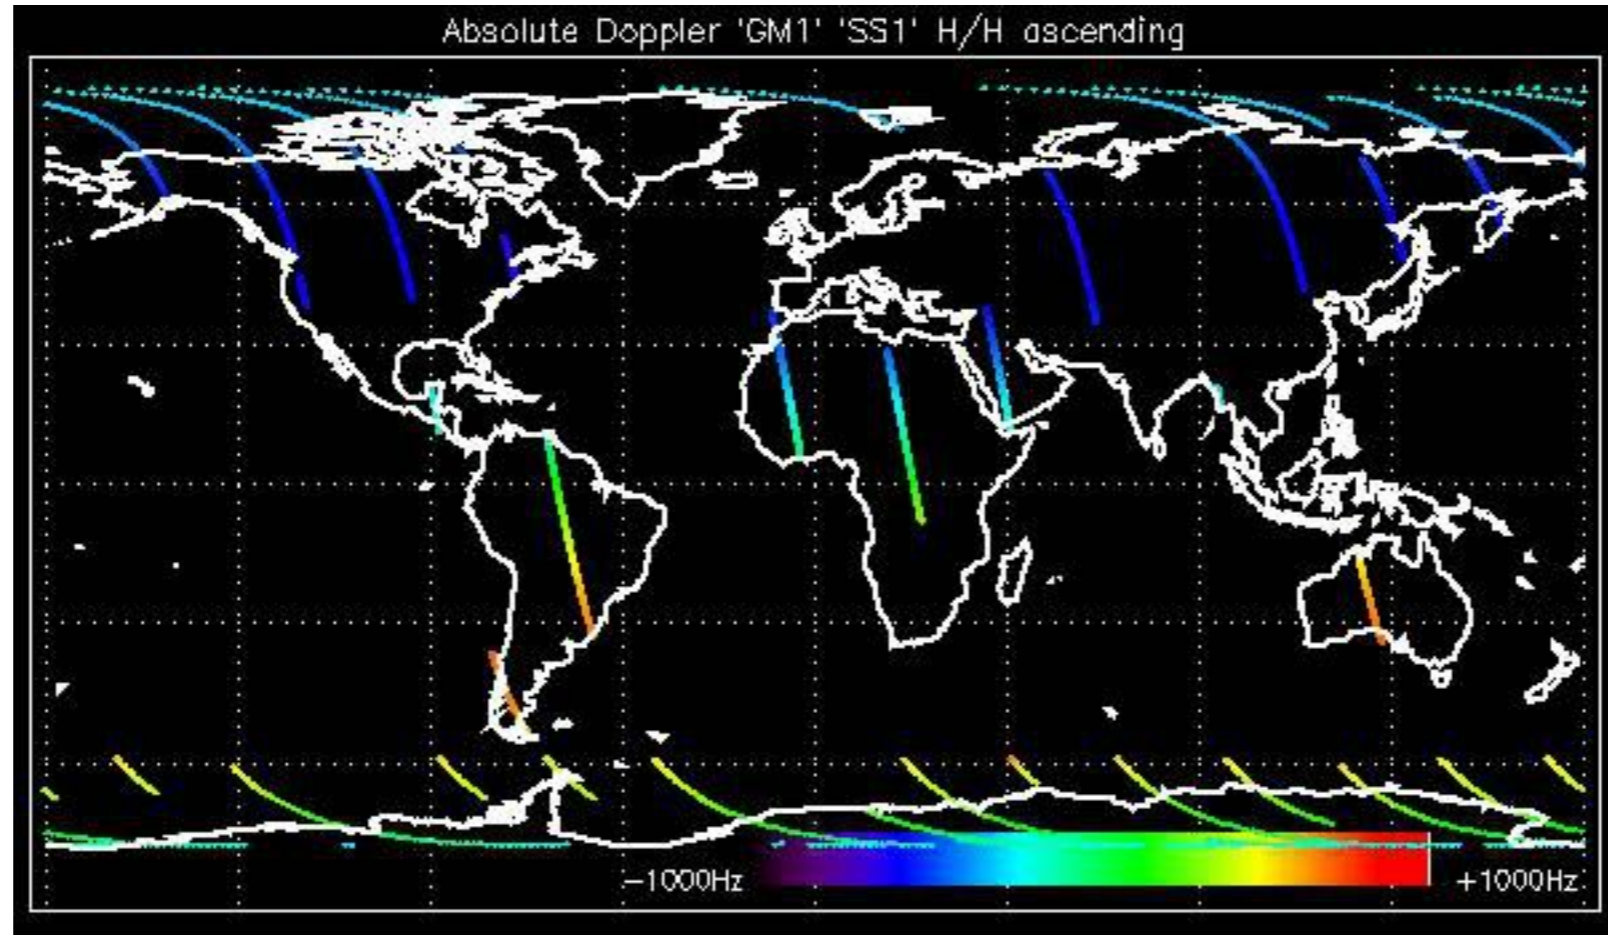 Absolute Doppler 'GM1' 'SS1' H/H ascending
−1000Hz
+1000Hz